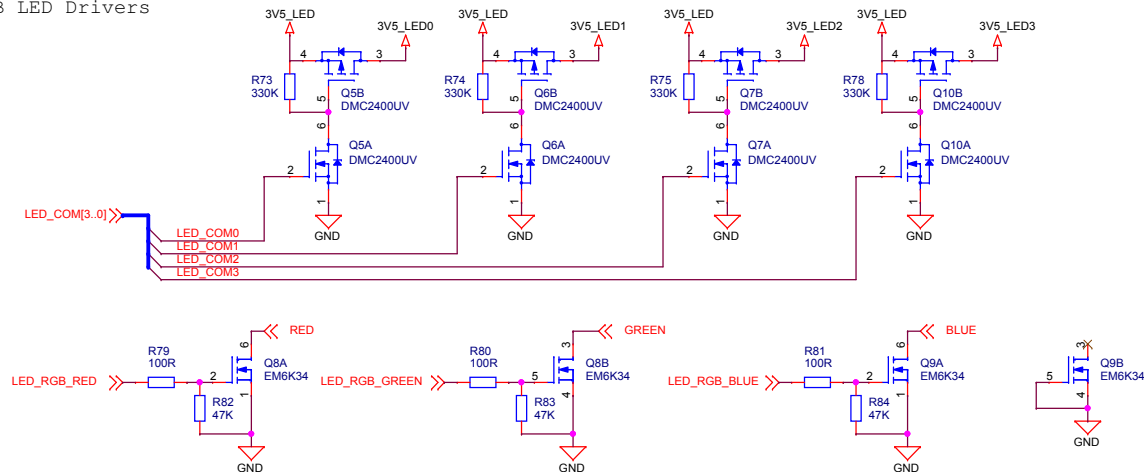 B LED Drivers
3V5_LED 3V5_LED0 3V5_LED 3V5_LED1 3V5_LED 3V5_LED2 3V5_LED 3V5_LED3
4 3 4 3 4 3 4 3
R73 330K 5 Q5B DMC2400UV
R74 330K 5 Q6B DMC2400UV
R75 330K 5 Q7B DMC2400UV
R78 330K 5 Q10B DMC2400UV
6 2 1 Q5A DMC2400UV
6 2 1 Q6A DMC2400UV
6 2 1 Q7A DMC2400UV
6 2 1 Q10A DMC2400UV
GND GND GND GND
LED_COM[3..0]
LED_COM0
LED_COM1
LED_COM2
LED_COM3
RED GREEN BLUE
LED_RGB_RED R79 100R 2 6 1 Q8A EM6K34
R82 47K
GND
LED_RGB_GREEN R80 100R 5 3 4 Q8B EM6K34
R83 47K
GND
LED_RGB_BLUE R81 100R 2 6 1 Q9A EM6K34
R84 47K
GND
5 3 4 Q9B EM6K34
GND